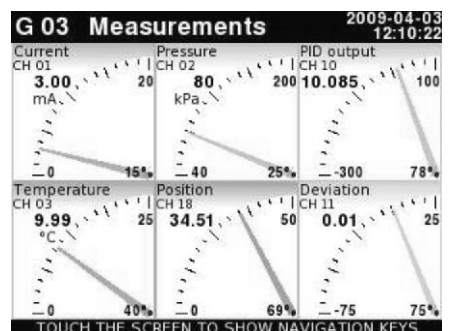 G 03 Measurements 2009-04-03
12:10:22
Current Pressure PID output
CH 01 CH 02 CH 10
3.00 20 80 200 10.085 100
mA kPa
0 15% 40 25% -300 78%
Temperature Position Deviation
CH 03 CH 18 CH 11
9.99 25 34.51 50 0.01 25
°C
0 40% 0 69% -75 75%
TOUCH THE SCREEN TO SHOW NAVIGATION KEYS